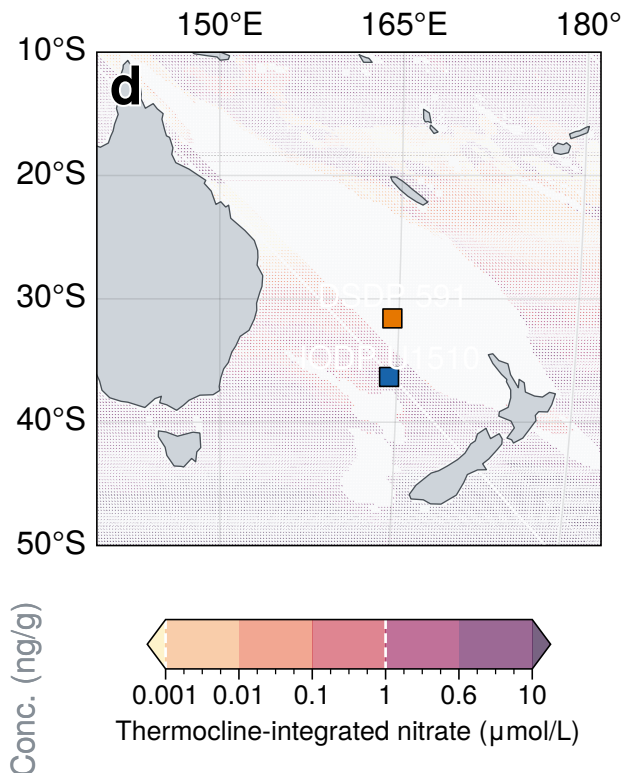 150°E 165°E 180°
10°S
d
20°S
30°S
DSDP 591
IODP U1510
40°S
50°S
Conc. (ng/g)
0.001 0.01 0.1 1 0.6 10
Thermocline-integrated nitrate (µmol/L)